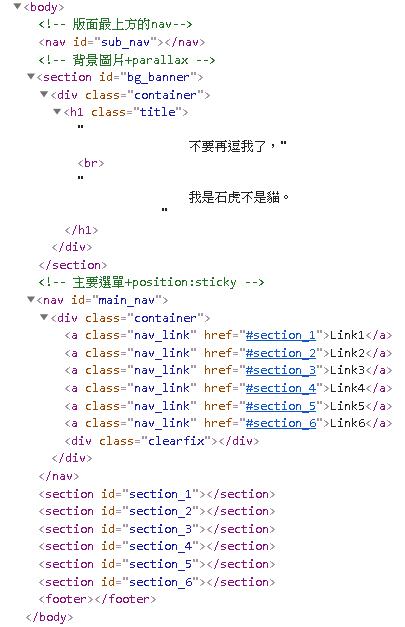 <body>
<!-- 版面最上方的nav-->
<nav id="sub_nav"></nav>
<!-- 背景圖片+parallax -->
<section id="bg_banner">
<div class="container">
<h1 class="title">
"
不要再逗我了，"
<br>
"
我是石虎不是貓。
"
</h1>
</div>
</section>
<!-- 主要選單+position:sticky -->
<nav id="main_nav">
<div class="container">
<a class="nav_link" href="#section_1">Link1</a>
<a class="nav_link" href="#section_2">Link2</a>
<a class="nav_link" href="#section_3">Link3</a>
<a class="nav_link" href="#section_4">Link4</a>
<a class="nav_link" href="#section_5">Link5</a>
<a class="nav_link" href="#section_6">Link6</a>
<div class="clearfix"></div>
</div>
</nav>
<section id="section_1"></section>
<section id="section_2"></section>
<section id="section_3"></section>
<section id="section_4"></section>
<section id="section_5"></section>
<section id="section_6"></section>
<footer></footer>
</body>